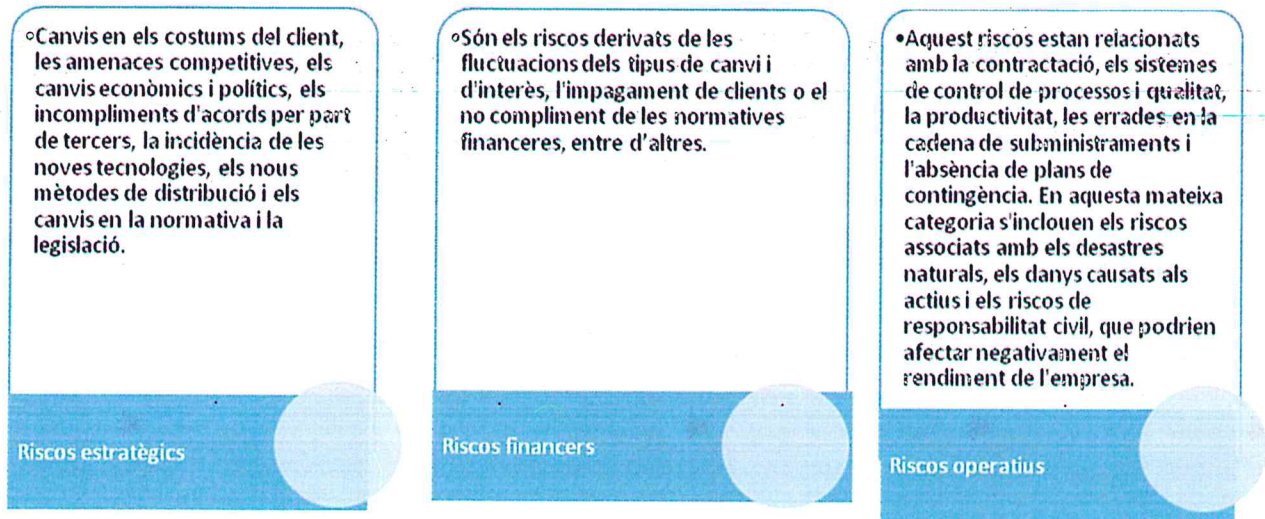 ◦Canvis en els costums del client,
les amenaces competitives, els
canvis econòmics i polítics, els
incompliments d'acords per part
de tercers, la incidència de les
noves tecnologies, els nous
mètodes de distribució i els
canvis en la normativa i la
legislació.
Riscos estratègics
◦Són els riscos derivats de les
fluctuacions dels tipus de canvi i
d'interès, l'impagament de clients o el
no compliment de les normatives
financeres, entre d'altres.
Riscos financers
•Aquest riscos estan relacionats
amb la contractació, els sistemes
de control de processos i qualitat,
la productivitat, les errades en la
cadena de subministraments i
l'absència de plans de
contingència. En aquesta mateixa
categoria s'inclouen els riscos
associats amb els desastres
naturals, els danys causats als
actius i els riscos de
responsabilitat civil, que podrien
afectar negativament el
rendiment de l'empresa.
Riscos operatius